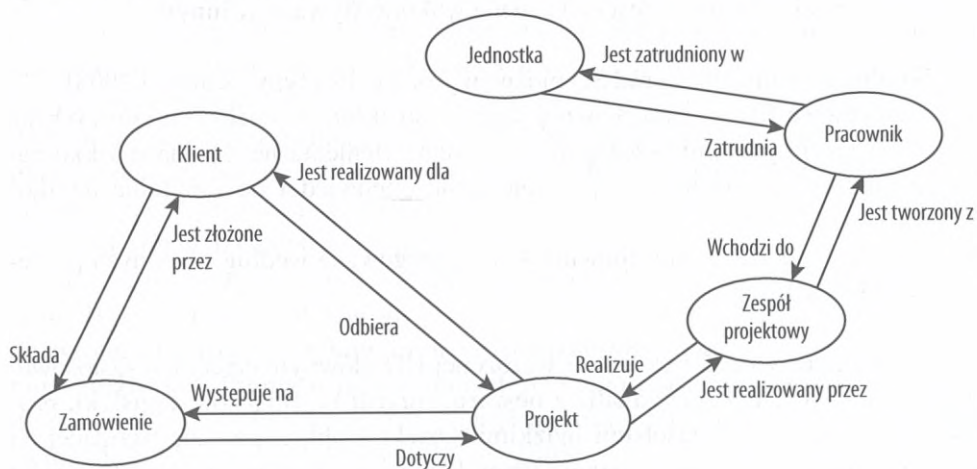 Jednostka
Jest zatrudniony w
Pracownik
Zatrudnia
Klient
Jest realizowany dla
Jest tworzony z
Jest złożone
przez
Wchodzi do
Zespół
projektowy
Odbiera
Składa
Realizuje
Występuje na
Jest realizowany przez
Zamówienie
Projekt
Dotyczy